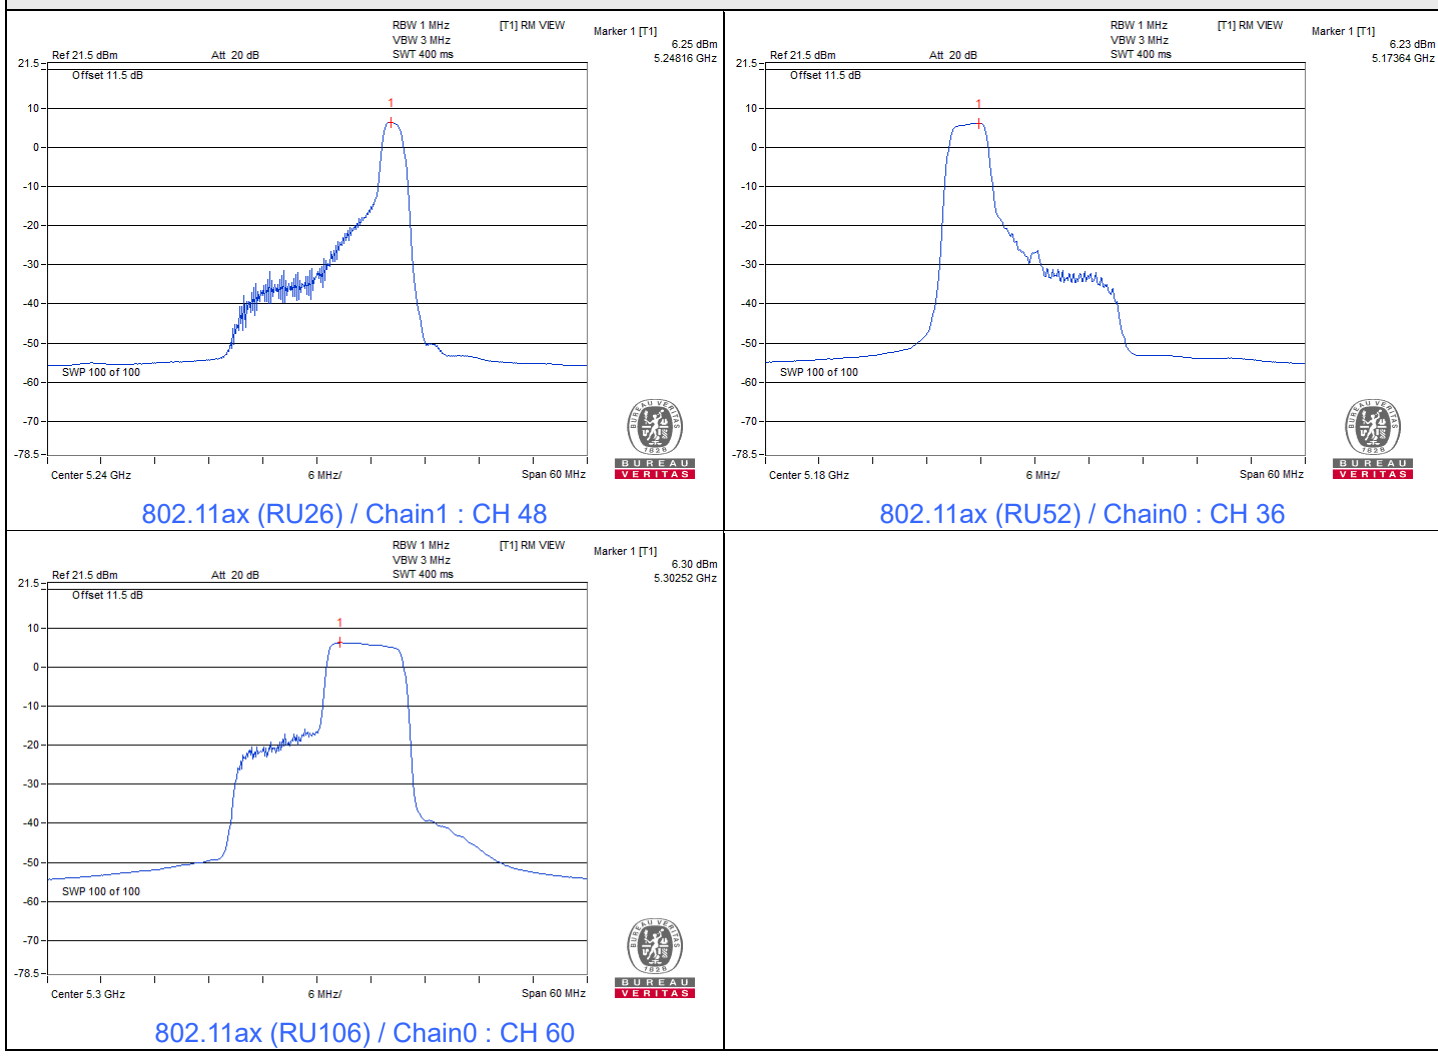 RBW 1 MHz
[T1] RM VIEW
Marker 1 [T1]
VBW 3 MHz
6.25 dBm
Ref 21.5 dBm
Att 20 dB
SWT 400 ms
5.24816 GHz
21.5
Offset 11.5 dB
1
10
0
-10
-20
-30
-40
-50
SWP 100 of 100
-60
-70
-78.5
Center 5.24 GHz
6 MHz/
Span 60 MHz
BUREAU VERITAS
1828
BUREAU
VERITAS
802.11ax (RU26) / Chain1 : CH 48
RBW 1 MHz
[T1] RM VIEW
Marker 1 [T1]
VBW 3 MHz
6.23 dBm
Ref 21.5 dBm
Att 20 dB
SWT 400 ms
5.17364 GHz
21.5
Offset 11.5 dB
1
10
0
-10
-20
-30
-40
-50
SWP 100 of 100
-60
-70
-78.5
Center 5.18 GHz
6 MHz/
Span 60 MHz
BUREAU VERITAS
1828
BUREAU
VERITAS
802.11ax (RU52) / Chain0 : CH 36
RBW 1 MHz
[T1] RM VIEW
Marker 1 [T1]
VBW 3 MHz
6.30 dBm
Ref 21.5 dBm
Att 20 dB
SWT 400 ms
5.30252 GHz
21.5
Offset 11.5 dB
1
10
0
-10
-20
-30
-40
-50
SWP 100 of 100
-60
-70
-78.5
Center 5.3 GHz
6 MHz/
Span 60 MHz
BUREAU VERITAS
1828
BUREAU
VERITAS
802.11ax (RU106) / Chain0 : CH 60